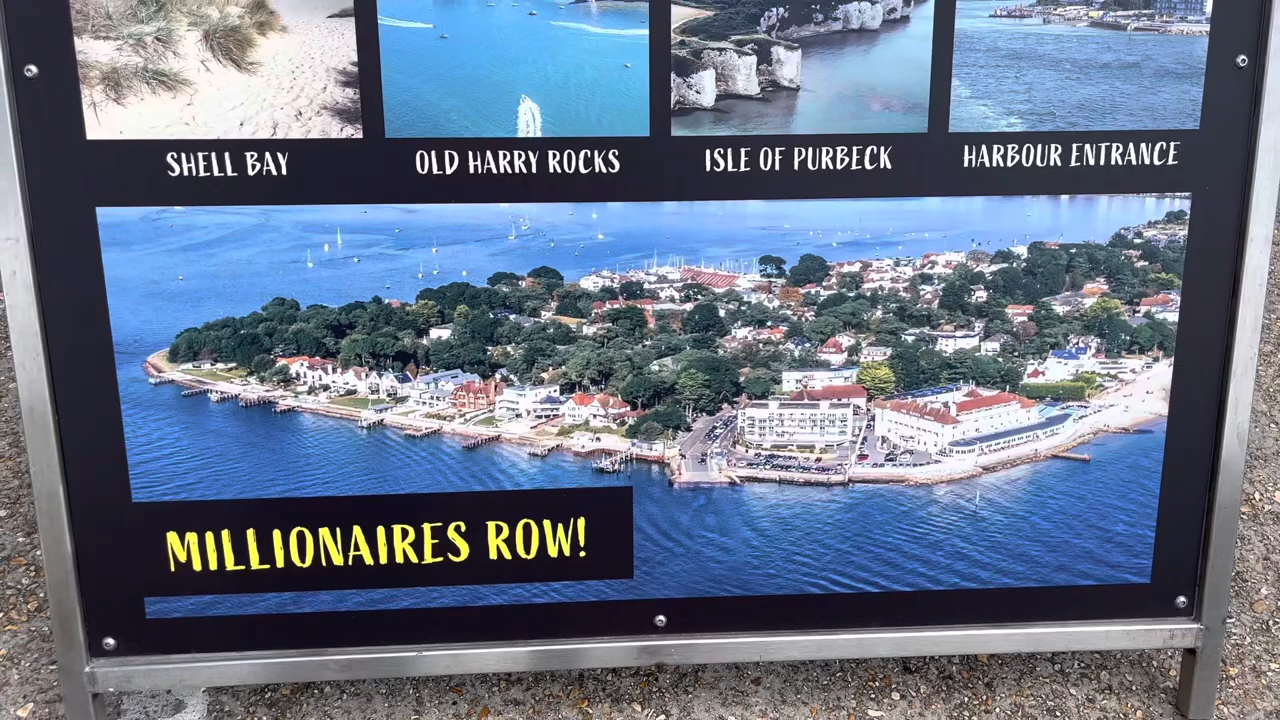 SHELL BAY
OLD HARRY ROCKS
ISLE OF PURBECK
HARBOUR ENTRANCE
MILLIONAIRES ROW!